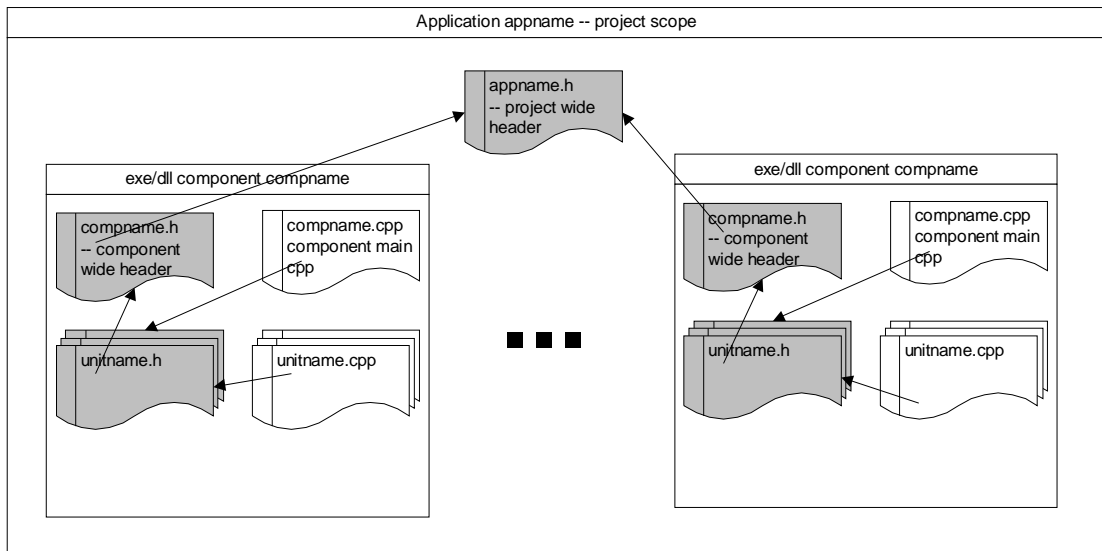 Application appname -- project scope
appname.h
-- project wide
header
exe/dll component compname
compname.h
-- component
wide header
compname.cpp
component main
cpp
unitname.h
unitname.cpp
exe/dll component compname
compname.h
-- component
wide header
compname.cpp
component main
cpp
unitname.h
unitname.cpp